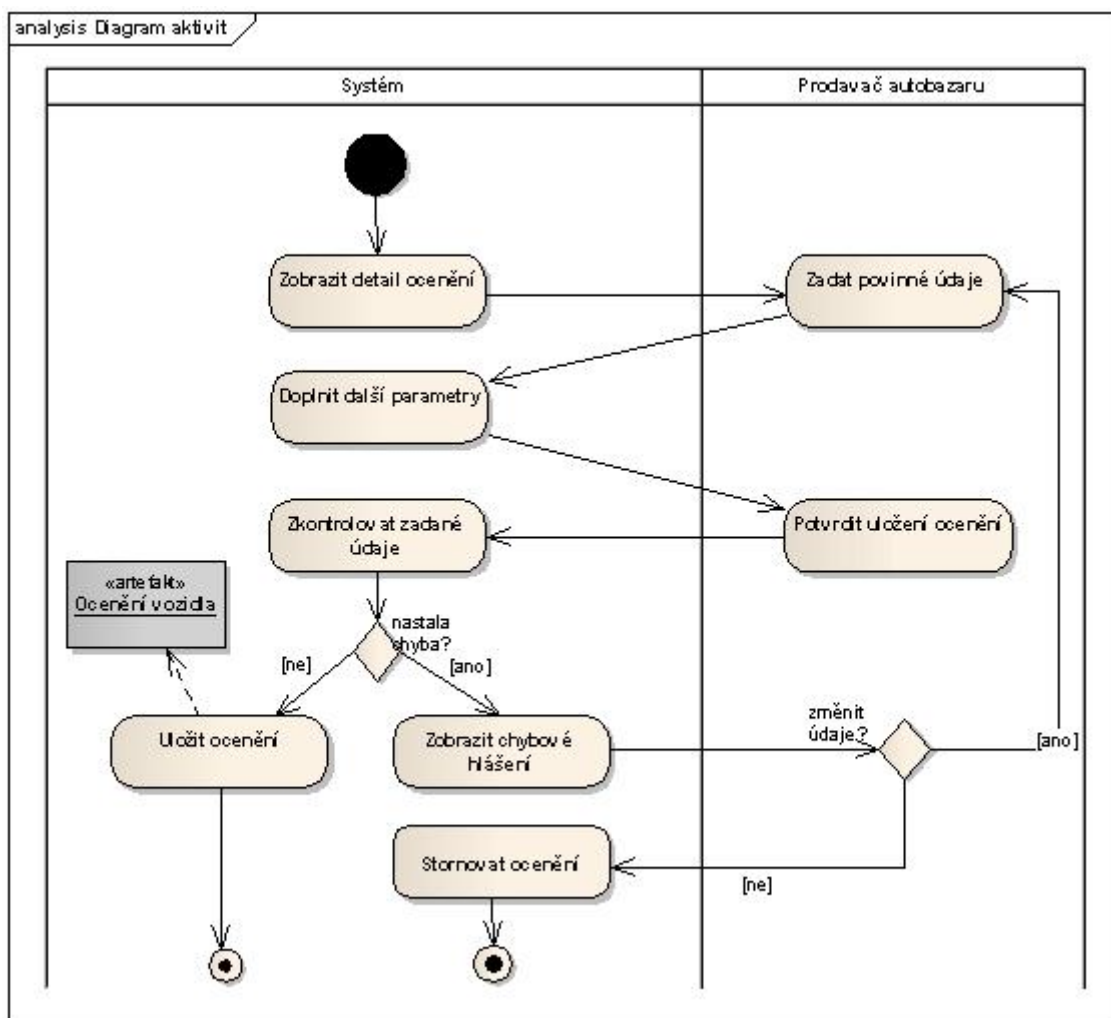 analysis Diagram aktivit
Systém
Prodavač autobazaru
Zobrazit detail ocenění
Zadat povinné údaje
Doplnit další parametry
Zkontrolovat zadané
údaje
Potvrdit uložení ocenění
«artefakt»
Ocenění vozidla
nastala
chyba?
[ne]
[ano]
Uložit ocenění
Zobrazit chybové
hlášení
změnit
údaje?
[ano]
Stornovat ocenění
[ne]